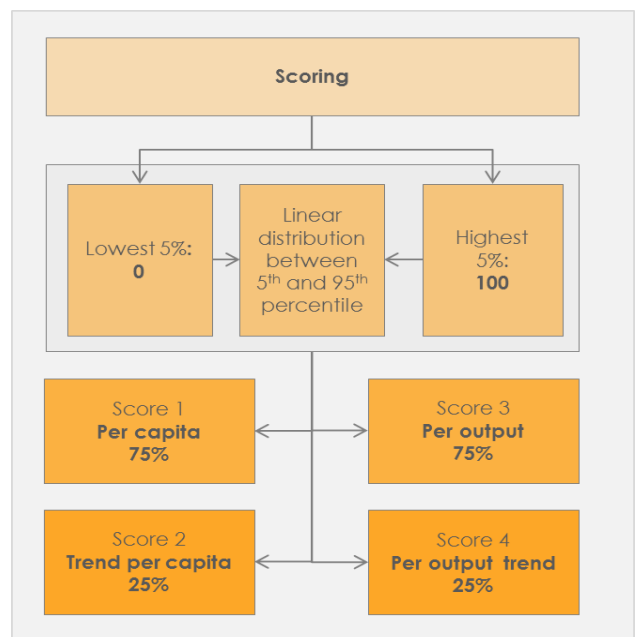 Scoring
Lowest 5%:
0
Linear
distribution
between
5th and 95th
percentile
Highest
5%:
100
Score 1
Per capita
75%
Score 3
Per output
75%
Score 2
Trend per capita
25%
Score 4
Per output trend
25%